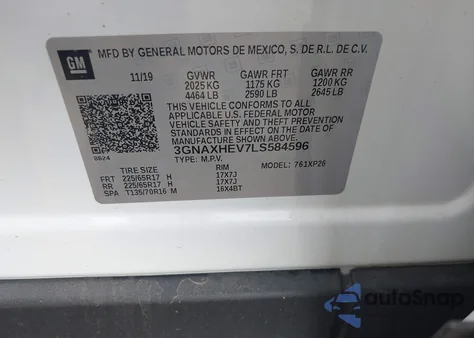 GM
MFD BY GENERAL MOTORS DE MEXICO, S. DE R.L. DE C.V.
11/19 GVWR GAWR FRT GAWR RR
2025 KG 1175 KG 1200 KG
4464 LB 2590 LB 2645 LB
THIS VEHICLE CONFORMS TO ALL
APPLICABLE U.S. FEDERAL MOTOR
VEHICLE SAFETY, BUMPER, AND THEFT
PREVENTION STANDARDS IN EFFECT ON
THE DATE OF MANUFACTURE SHOWN ABOVE.
3GNAXHEV7LS584596
0624 TYPE: M.P.V. MODEL: 761XP26
TIRE SIZE RIM
FRT 225/65R17 H 17X7J
RR 225/65R17 H 17X7J
SPA T135/70R16 M 16X4BT
autoSnap